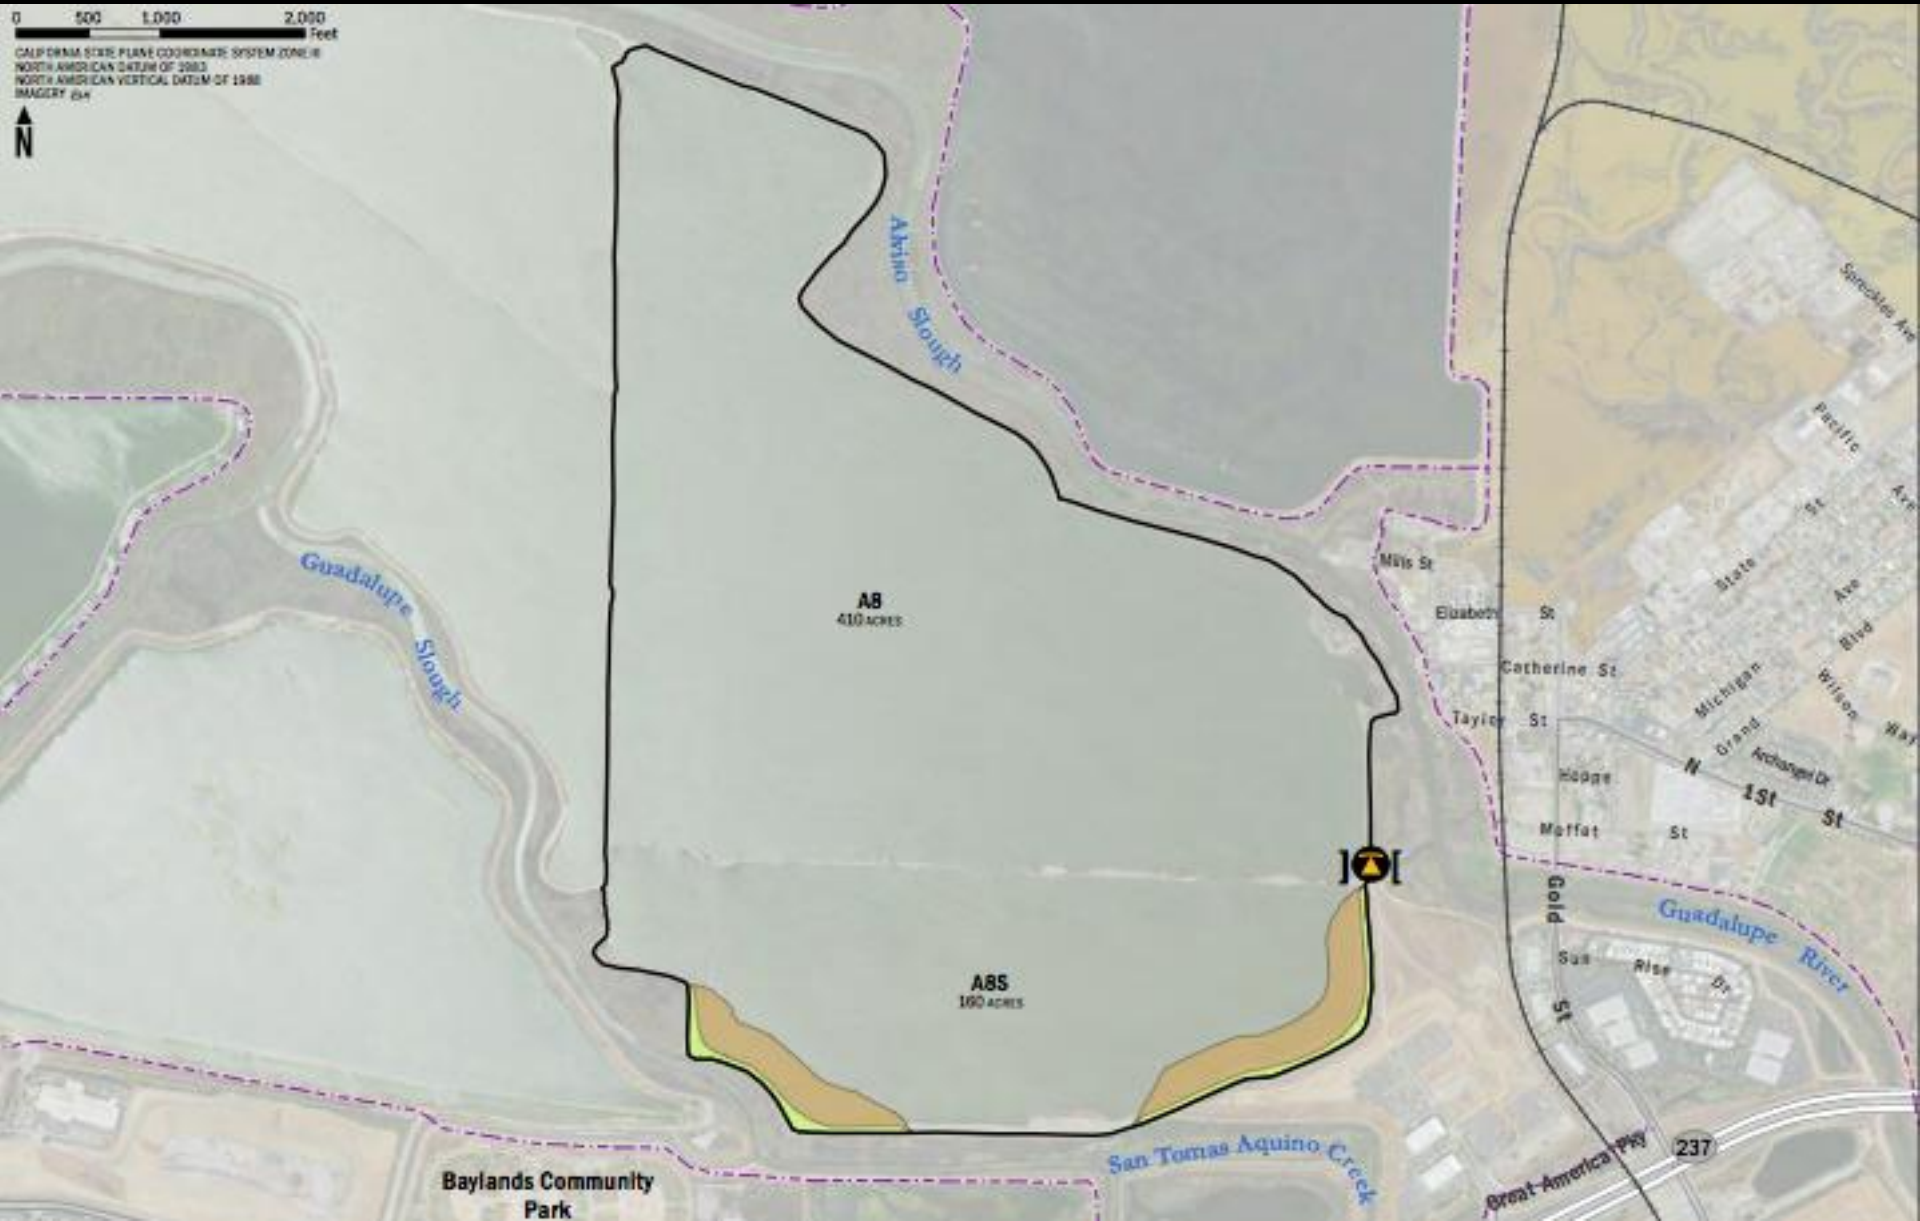 0 500 1,000 2,000
Feet
CALIFORNIA STATE PLANE COORDINATE SYSTEM ZONE III
NORTH AMERICAN DATUM OF 1983
NORTH AMERICAN VERTICAL DATUM OF 1988
IMAGERY Esri
N
Alviso Slough
Spreckles Ave
Pacific Ave
State St
Mills St
Elizabeth St
Catherine St
Taylor St
Michigan Ave
Grand Blvd
Wilson Way
Archangel Dr
N 1St St
Hoppe
Moffat St
Gold St
Guadalupe Slough
A8
410 ACRES
A8S
160 ACRES
Guadalupe River
Sun Rise Dr
San Tomas Aquino Creek
Great America Pky
237
Baylands Community
Park